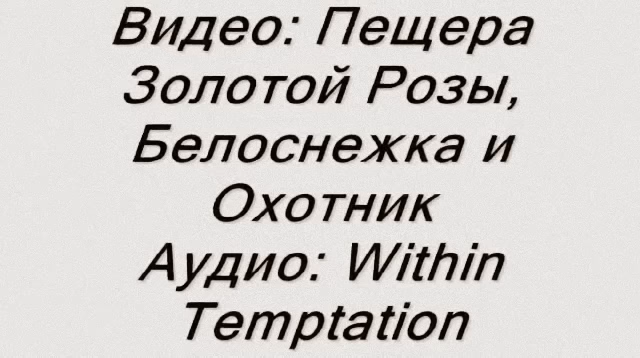 Видео: Пещера
Золотой Розы,
Белоснежка и
Охотник
Аудио: Within
Temptation